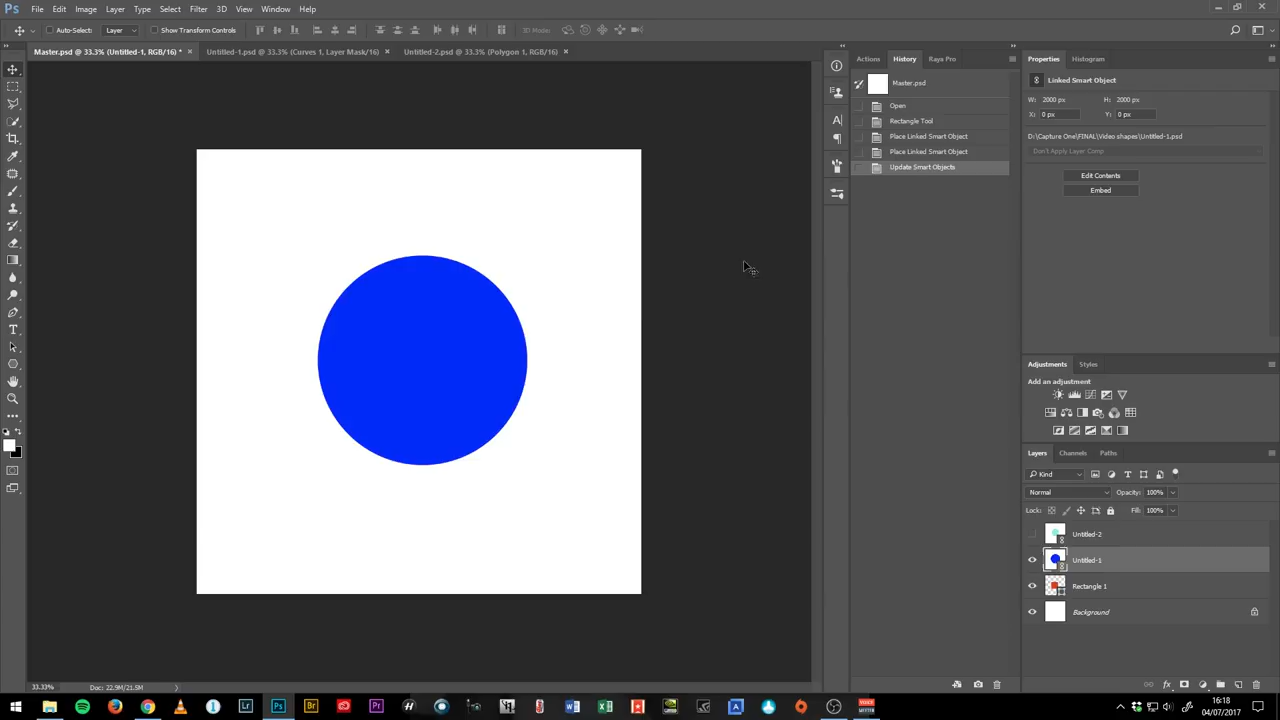 Ps File Edit Image Layer Type Select Filter 3D View Window Help
Auto-Select: Layer Show Transform Controls 3D Mode:
Master.psd @ 33.3% (Untitled-1, RGB/16) * × Untitled-1.psd @ 33.3% (Curves 1, Layer Mask/16) × Untitled-2.psd @ 33.3% (Polygon 1, RGB/16) ×
Actions History Raya Pro
Master.psd
Open
Rectangle Tool
Place Linked Smart Object
Place Linked Smart Object
Update Smart Objects
Properties Histogram
Linked Smart Object
W: 2000 px H: 2000 px
X: 0 px Y: 0 px
D:\Capture One\FINAL\Video shapes\Untitled-1.psd
Don't Apply Layer Comp
Edit Contents
Embed
Adjustments Styles
Add an adjustment
Layers Channels Paths
Kind
Normal Opacity: 100%
Lock: Fill: 100%
Untitled-2
Untitled-1
Rectangle 1
Background
33.33% Doc: 22.9M/21.5M
Lr Ps Br Pr
16:18
04/07/2017